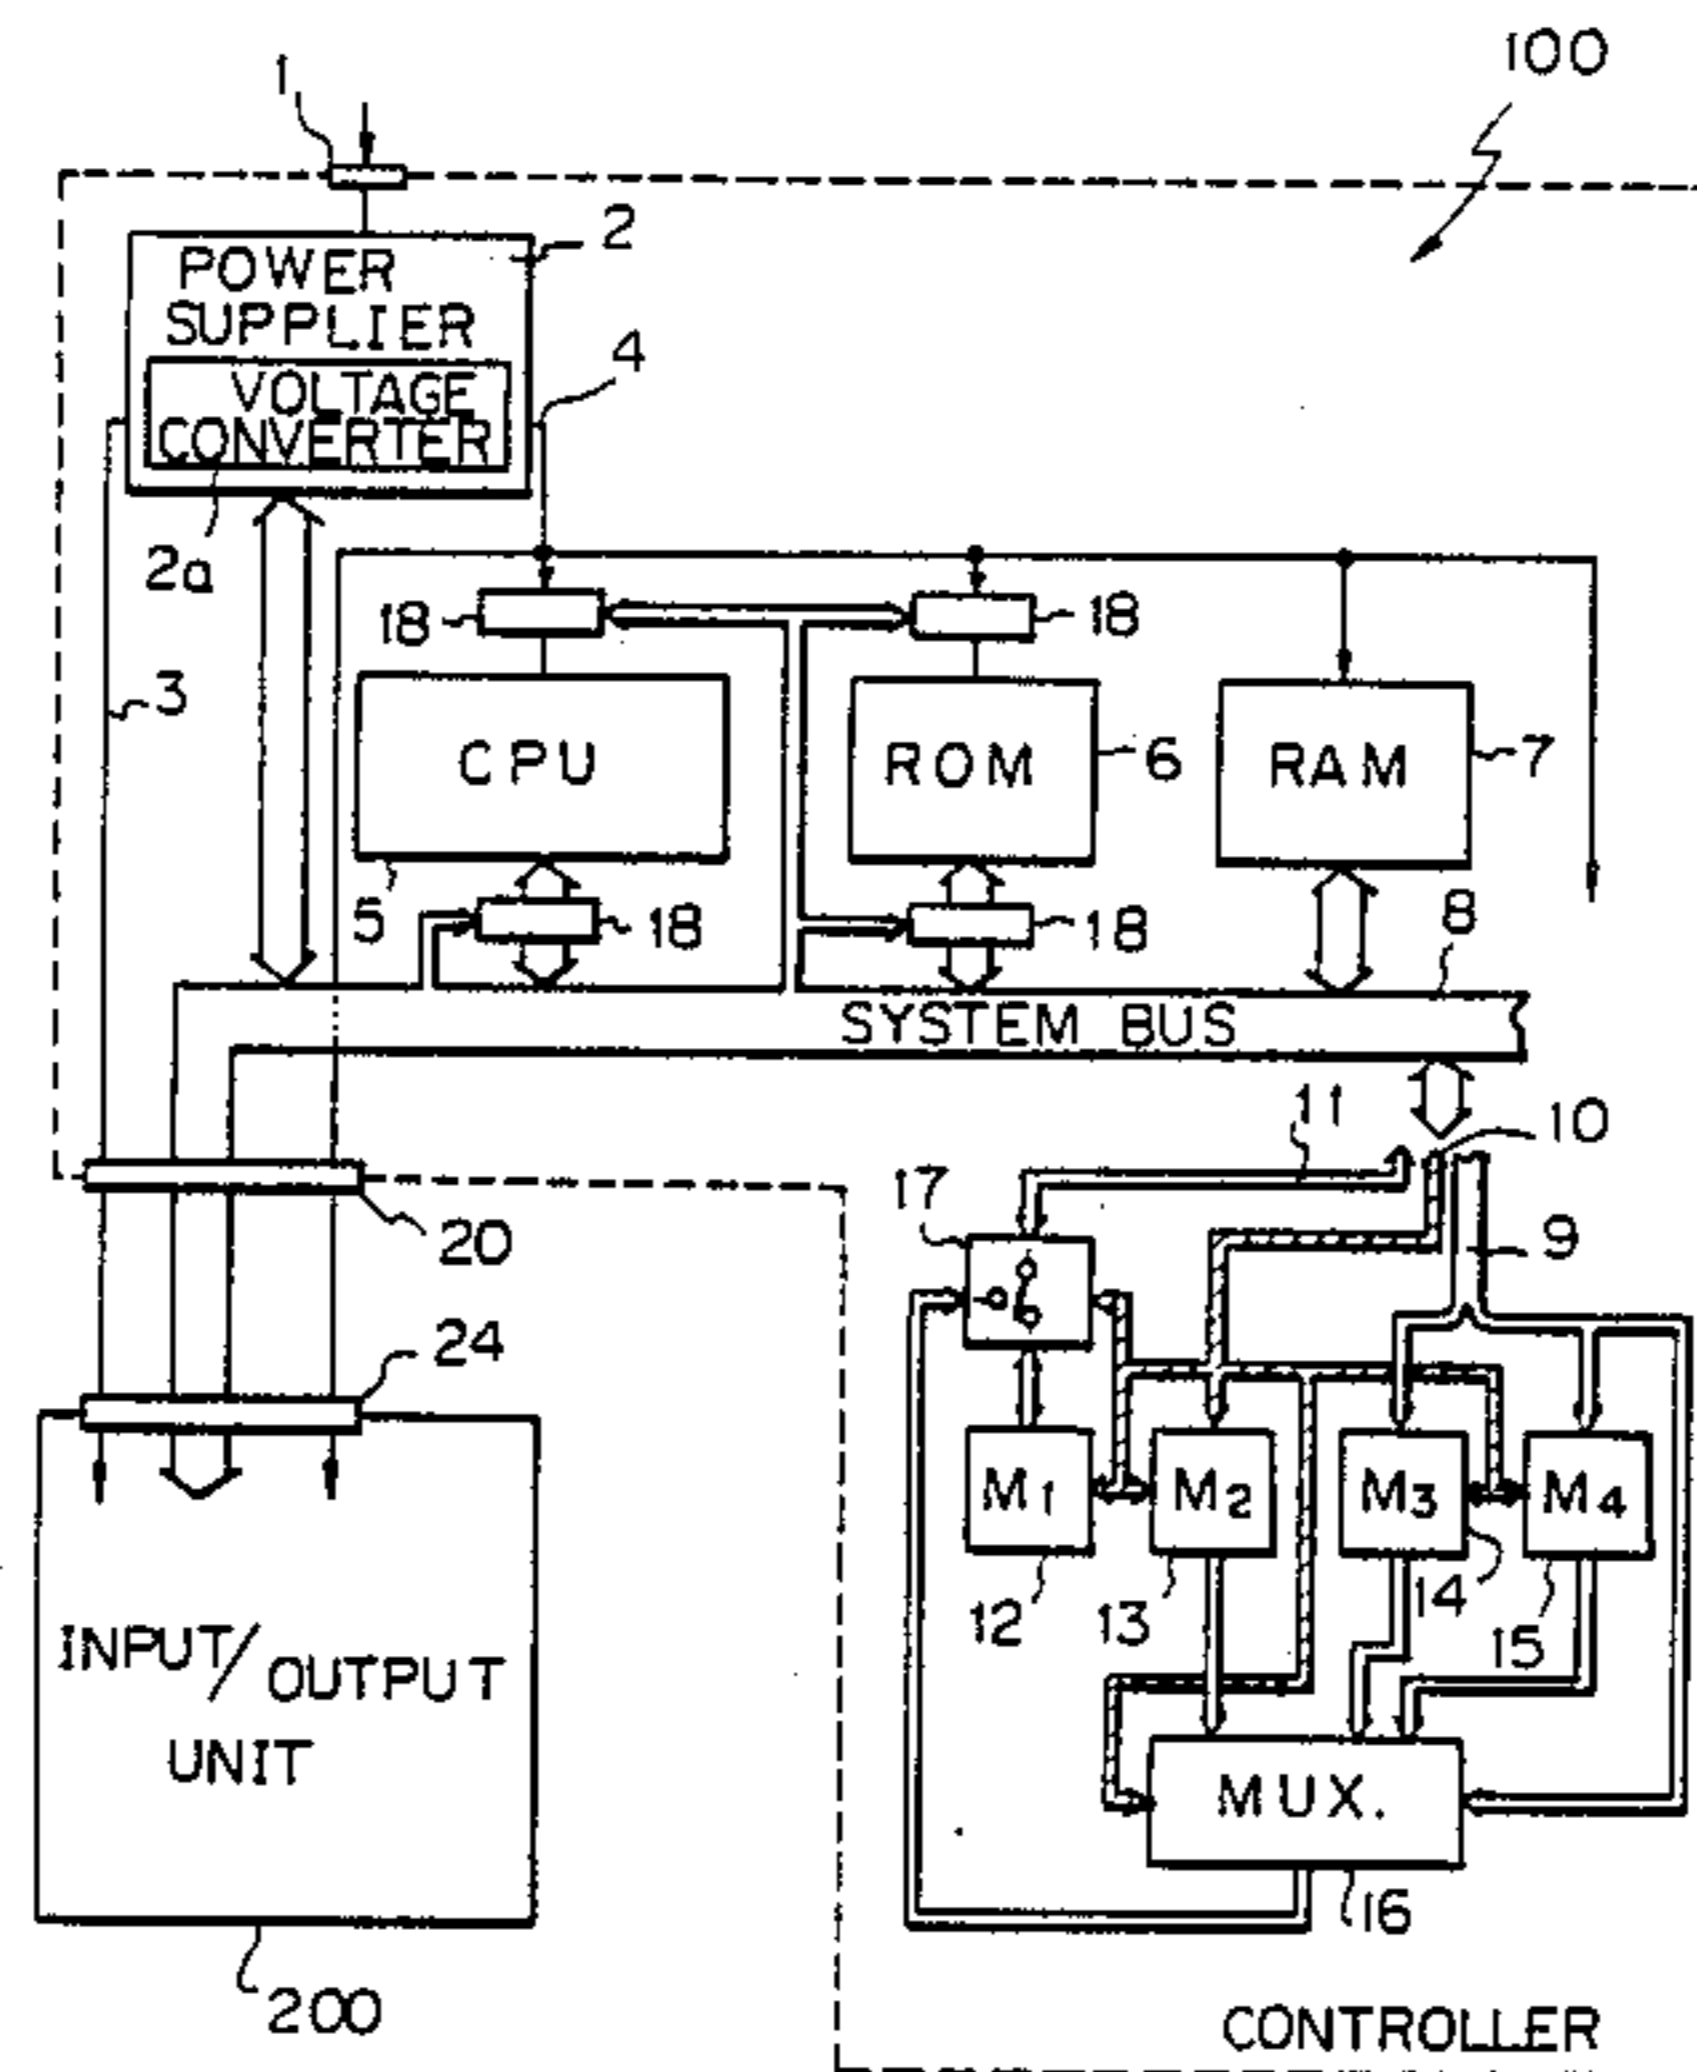 100
1
2
POWER
SUPPLIER
4
VOLTAGE
CONVERTER
2a
18
18
3
CPU
ROM
6
RAM
7
5
18
18
8
SYSTEM BUS
11
10
17
20
9
24
M1
M2
M3
M4
12
13
14
15
INPUT/OUTPUT
UNIT
MUX.
16
200
CONTROLLER